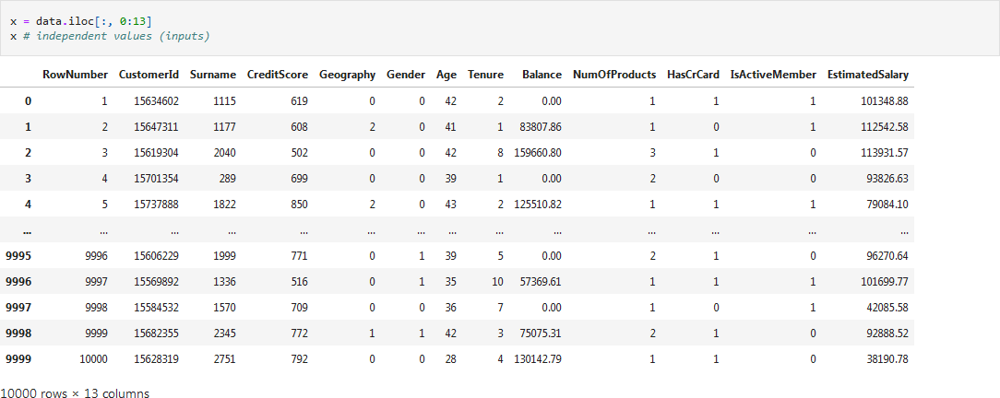 x = data.iloc[:, 0:13]
x # independent values (inputs)
RowNumber CustomerId Surname CreditScore Geography Gender Age Tenure Balance NumOfProducts HasCrCard IsActiveMember EstimatedSalary
0 1 15634602 1115 619 0 0 42 2 0.00 1 1 1 101348.88
1 2 15647311 1177 608 2 0 41 1 83807.86 1 0 1 112542.58
2 3 15619304 2040 502 0 0 42 8 159660.80 3 1 0 113931.57
3 4 15701354 289 699 0 0 39 1 0.00 2 0 0 93826.63
4 5 15737888 1822 850 2 0 43 2 125510.82 1 1 1 79084.10
... ... ... ... ... ... ... ... ... ... ... ... ... ...
9995 9996 15606229 1999 771 0 1 39 5 0.00 2 1 0 96270.64
9996 9997 15569892 1336 516 0 1 35 10 57369.61 1 1 1 101699.77
9997 9998 15584532 1570 709 0 0 36 7 0.00 1 0 1 42085.58
9998 9999 15682355 2345 772 1 1 42 3 75075.31 2 1 0 92888.52
9999 10000 15628319 2751 792 0 0 28 4 130142.79 1 1 0 38190.78
10000 rows × 13 columns